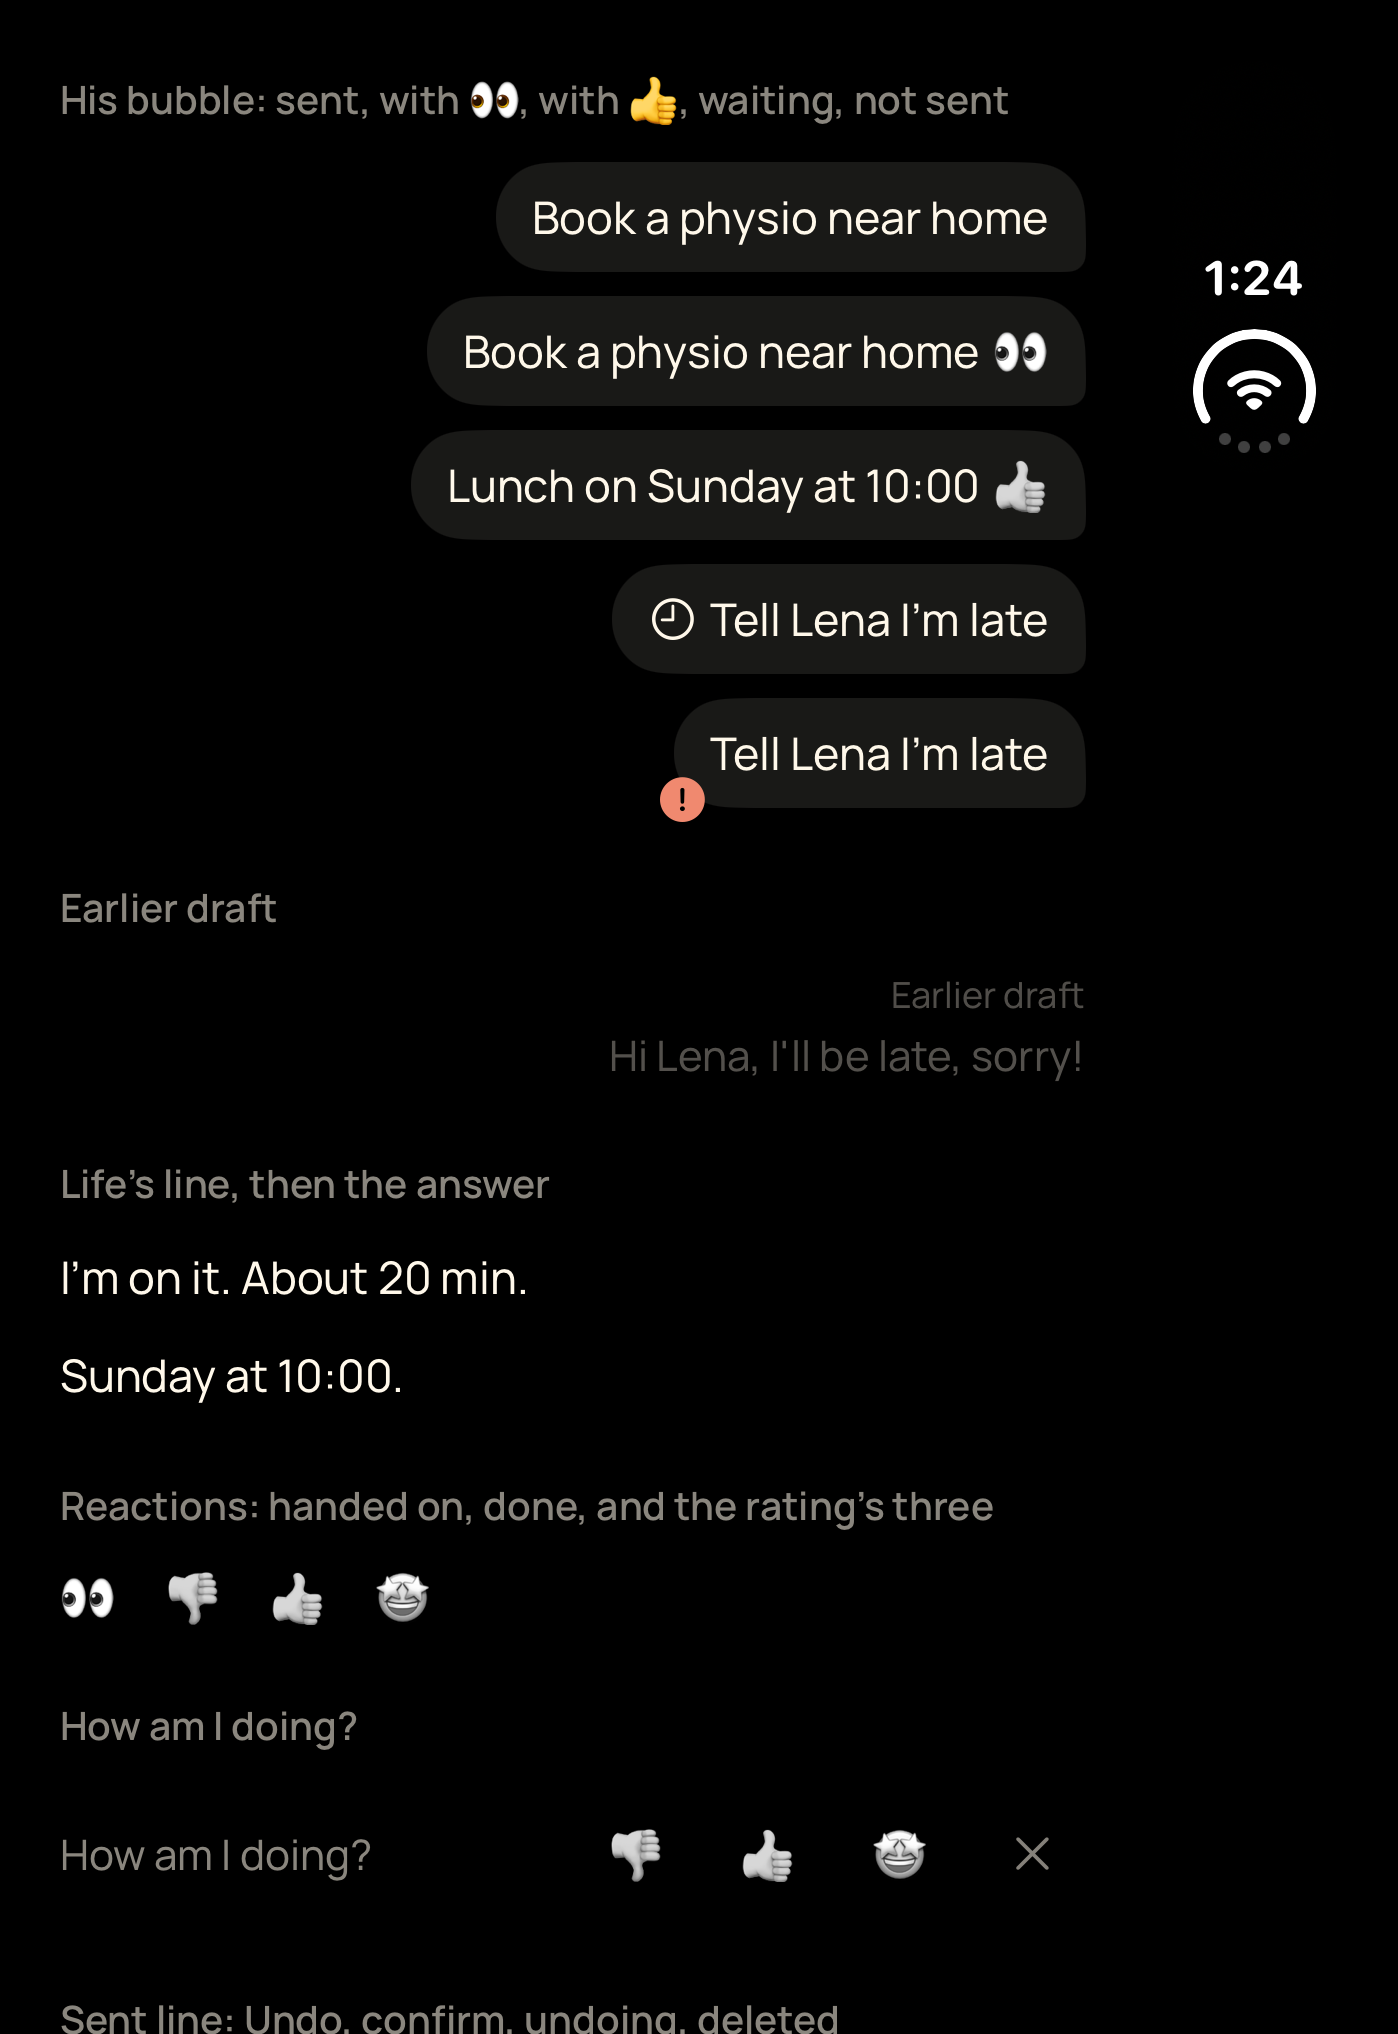 His bubble: sent, with 👀, with 👍, waiting, not sent
Book a physio near home
1:24
Book a physio near home 👀
Lunch on Sunday at 10:00 👍
Tell Lena I’m late
Tell Lena I’m late
!
Earlier draft
Earlier draft
Hi Lena, I'll be late, sorry!
Life’s line, then the answer
I’m on it. About 20 min.
Sunday at 10:00.
Reactions: handed on, done, and the rating’s three
👀 👎 👍 🤩
How am I doing?
How am I doing? 👎 👍 🤩
Sent line: Undo, confirm, undoing, deleted